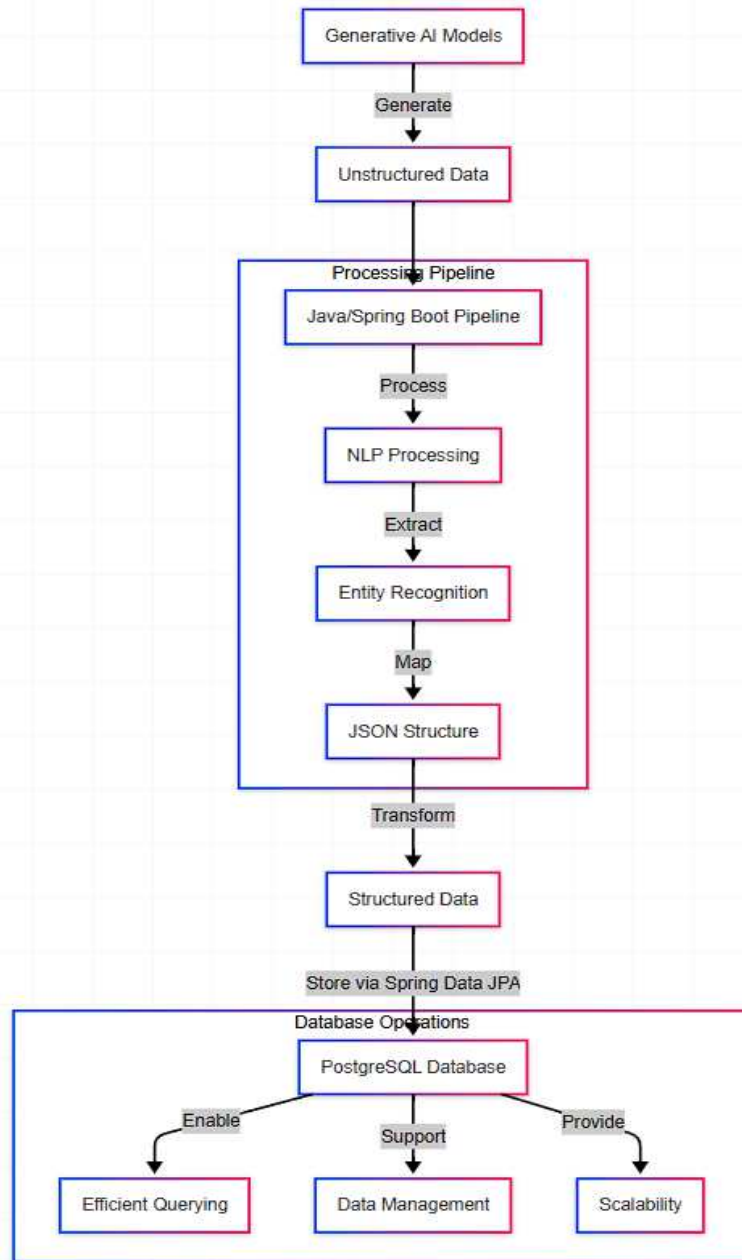 Generative AI Models
Generate
Unstructured Data
Processing Pipeline
Java/Spring Boot Pipeline
Process
NLP Processing
Extract
Entity Recognition
Map
JSON Structure
Transform
Structured Data
Store via Spring Data JPA
Database Operations
PostgreSQL Database
Enable
Support
Provide
Efficient Querying
Data Management
Scalability